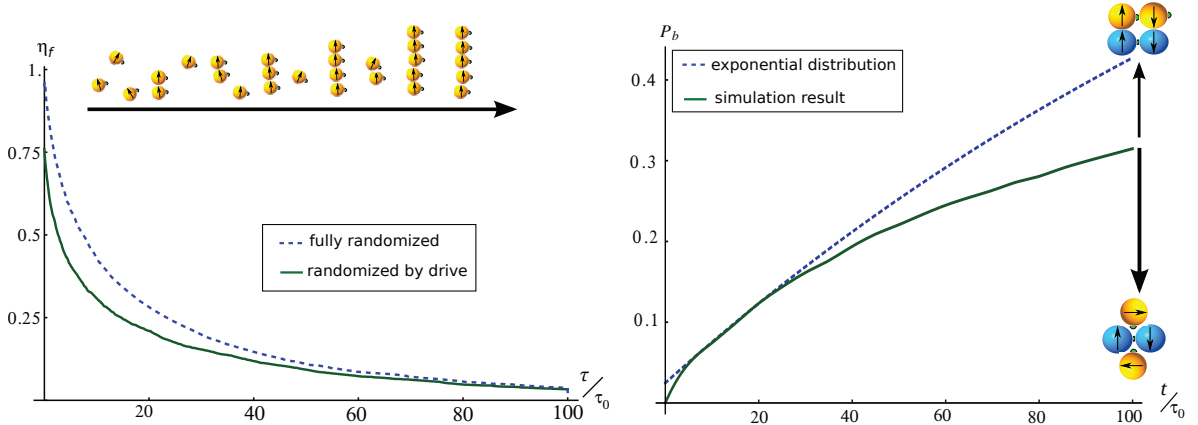 η_f
1.
0.75
0.5
0.25
fully randomized
randomized by drive
20
40
60
80
100
τ/τ_0
P_b
0.4
0.3
0.2
0.1
exponential distribution
simulation result
20
40
60
80
100
t/τ_0